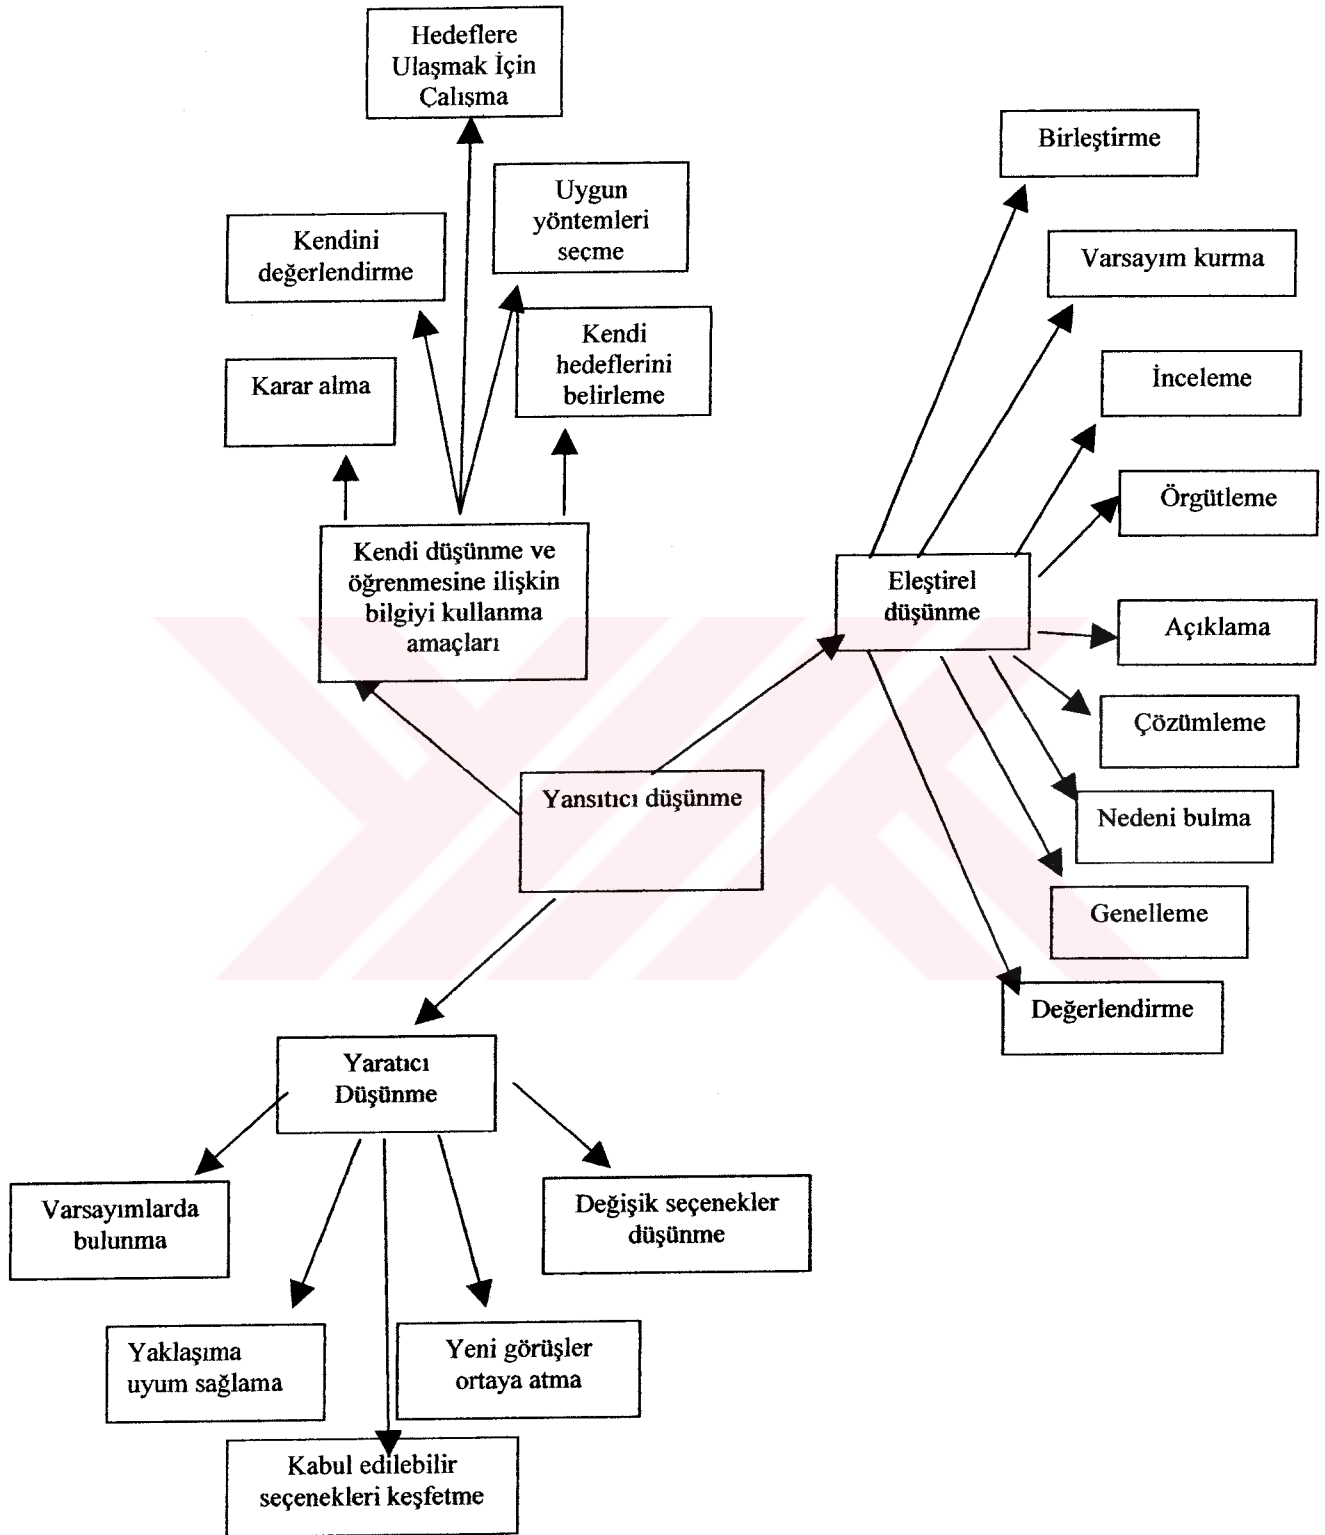 Hedeflere
Ulaşmak İçin
Çalışma
Birleştirme
Uygun
yöntemleri
seçme
Kendini
değerlendirme
Varsayım kurma
Kendi
hedeflerini
belirleme
Karar alma
İnceleme
Örgütleme
Kendi düşünme ve
öğrenmesine ilişkin
bilgiyi kullanma
amaçları
Eleştirel
düşünme
Açıklama
Çözümleme
Yansıtıcı düşünme
Nedeni bulma
Genelleme
Değerlendirme
Yaratıcı
Düşünme
Varsayımlarda
bulunma
Değişik seçenekler
düşünme
Yaklaşıma
uyum sağlama
Yeni görüşler
ortaya atma
Kabul edilebilir
seçenekleri keşfetme